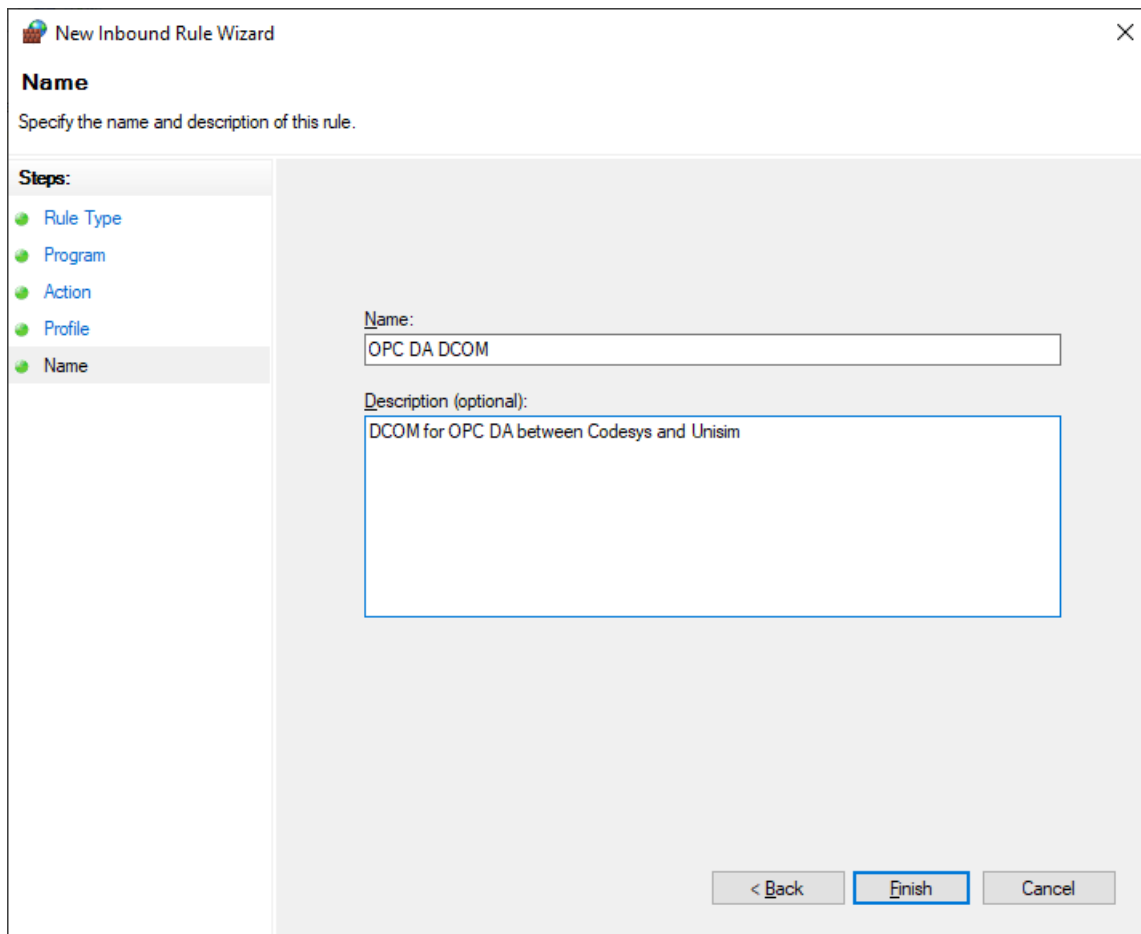 New Inbound Rule Wizard
Name
Specify the name and description of this rule.
Steps:
Rule Type
Program
Action
Profile
Name
Name:
OPC DA DCOM
Description (optional):
DCOM for OPC DA between Codesys and Unisim
< Back
Finish
Cancel